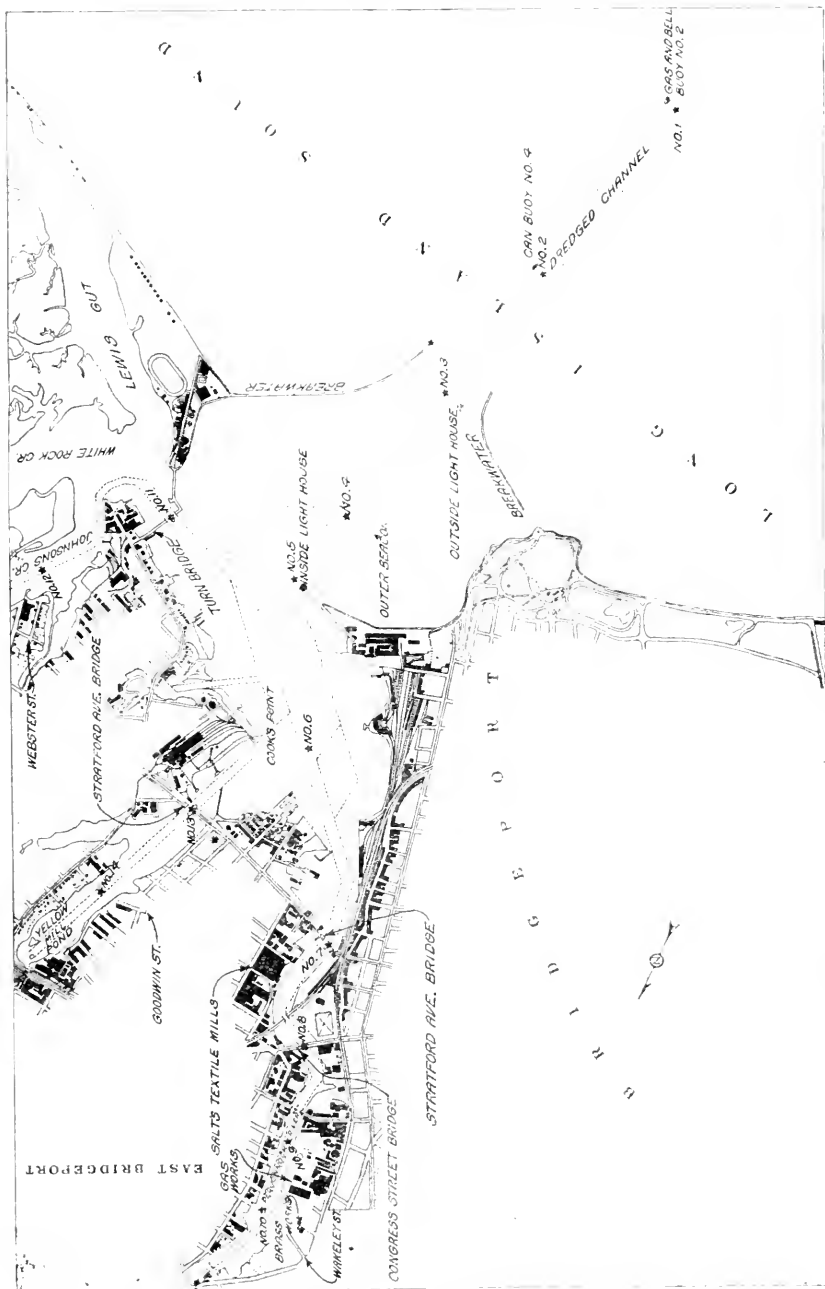 LONG ISLAND SOUND
GAS AND BELL
BUOY NO. 2
NO. 1
CAN BUOY NO. 4
NO. 2
DREDGED CHANNEL
LEWIS GUT
WHITE ROCK CR.
BREAKWATER
NO. 3
OUTSIDE LIGHT HOUSE
BREAKWATER
NO. 4
NO. 5
INSIDE LIGHT HOUSE
NO. 11
JOHNSONS CR.
NO. 12
TURN BRIDGE
WEBSTER ST.
STRATFORD AVE. BRIDGE
COOKS POINT
NO. 6
NO. 13
YELLOW
MILL
POND
GOODWIN ST.
SALTS TEXTILE MILLS
GAS
WORKS
NO. 7
NO. 8
NO. 9
NO. 10
BRASS
WORKS
WAKELEY ST.
CONGRESS STREET BRIDGE
STRATFORD AVE. BRIDGE
EAST BRIDGEPORT
BRIDGEPORT
OUTER
N